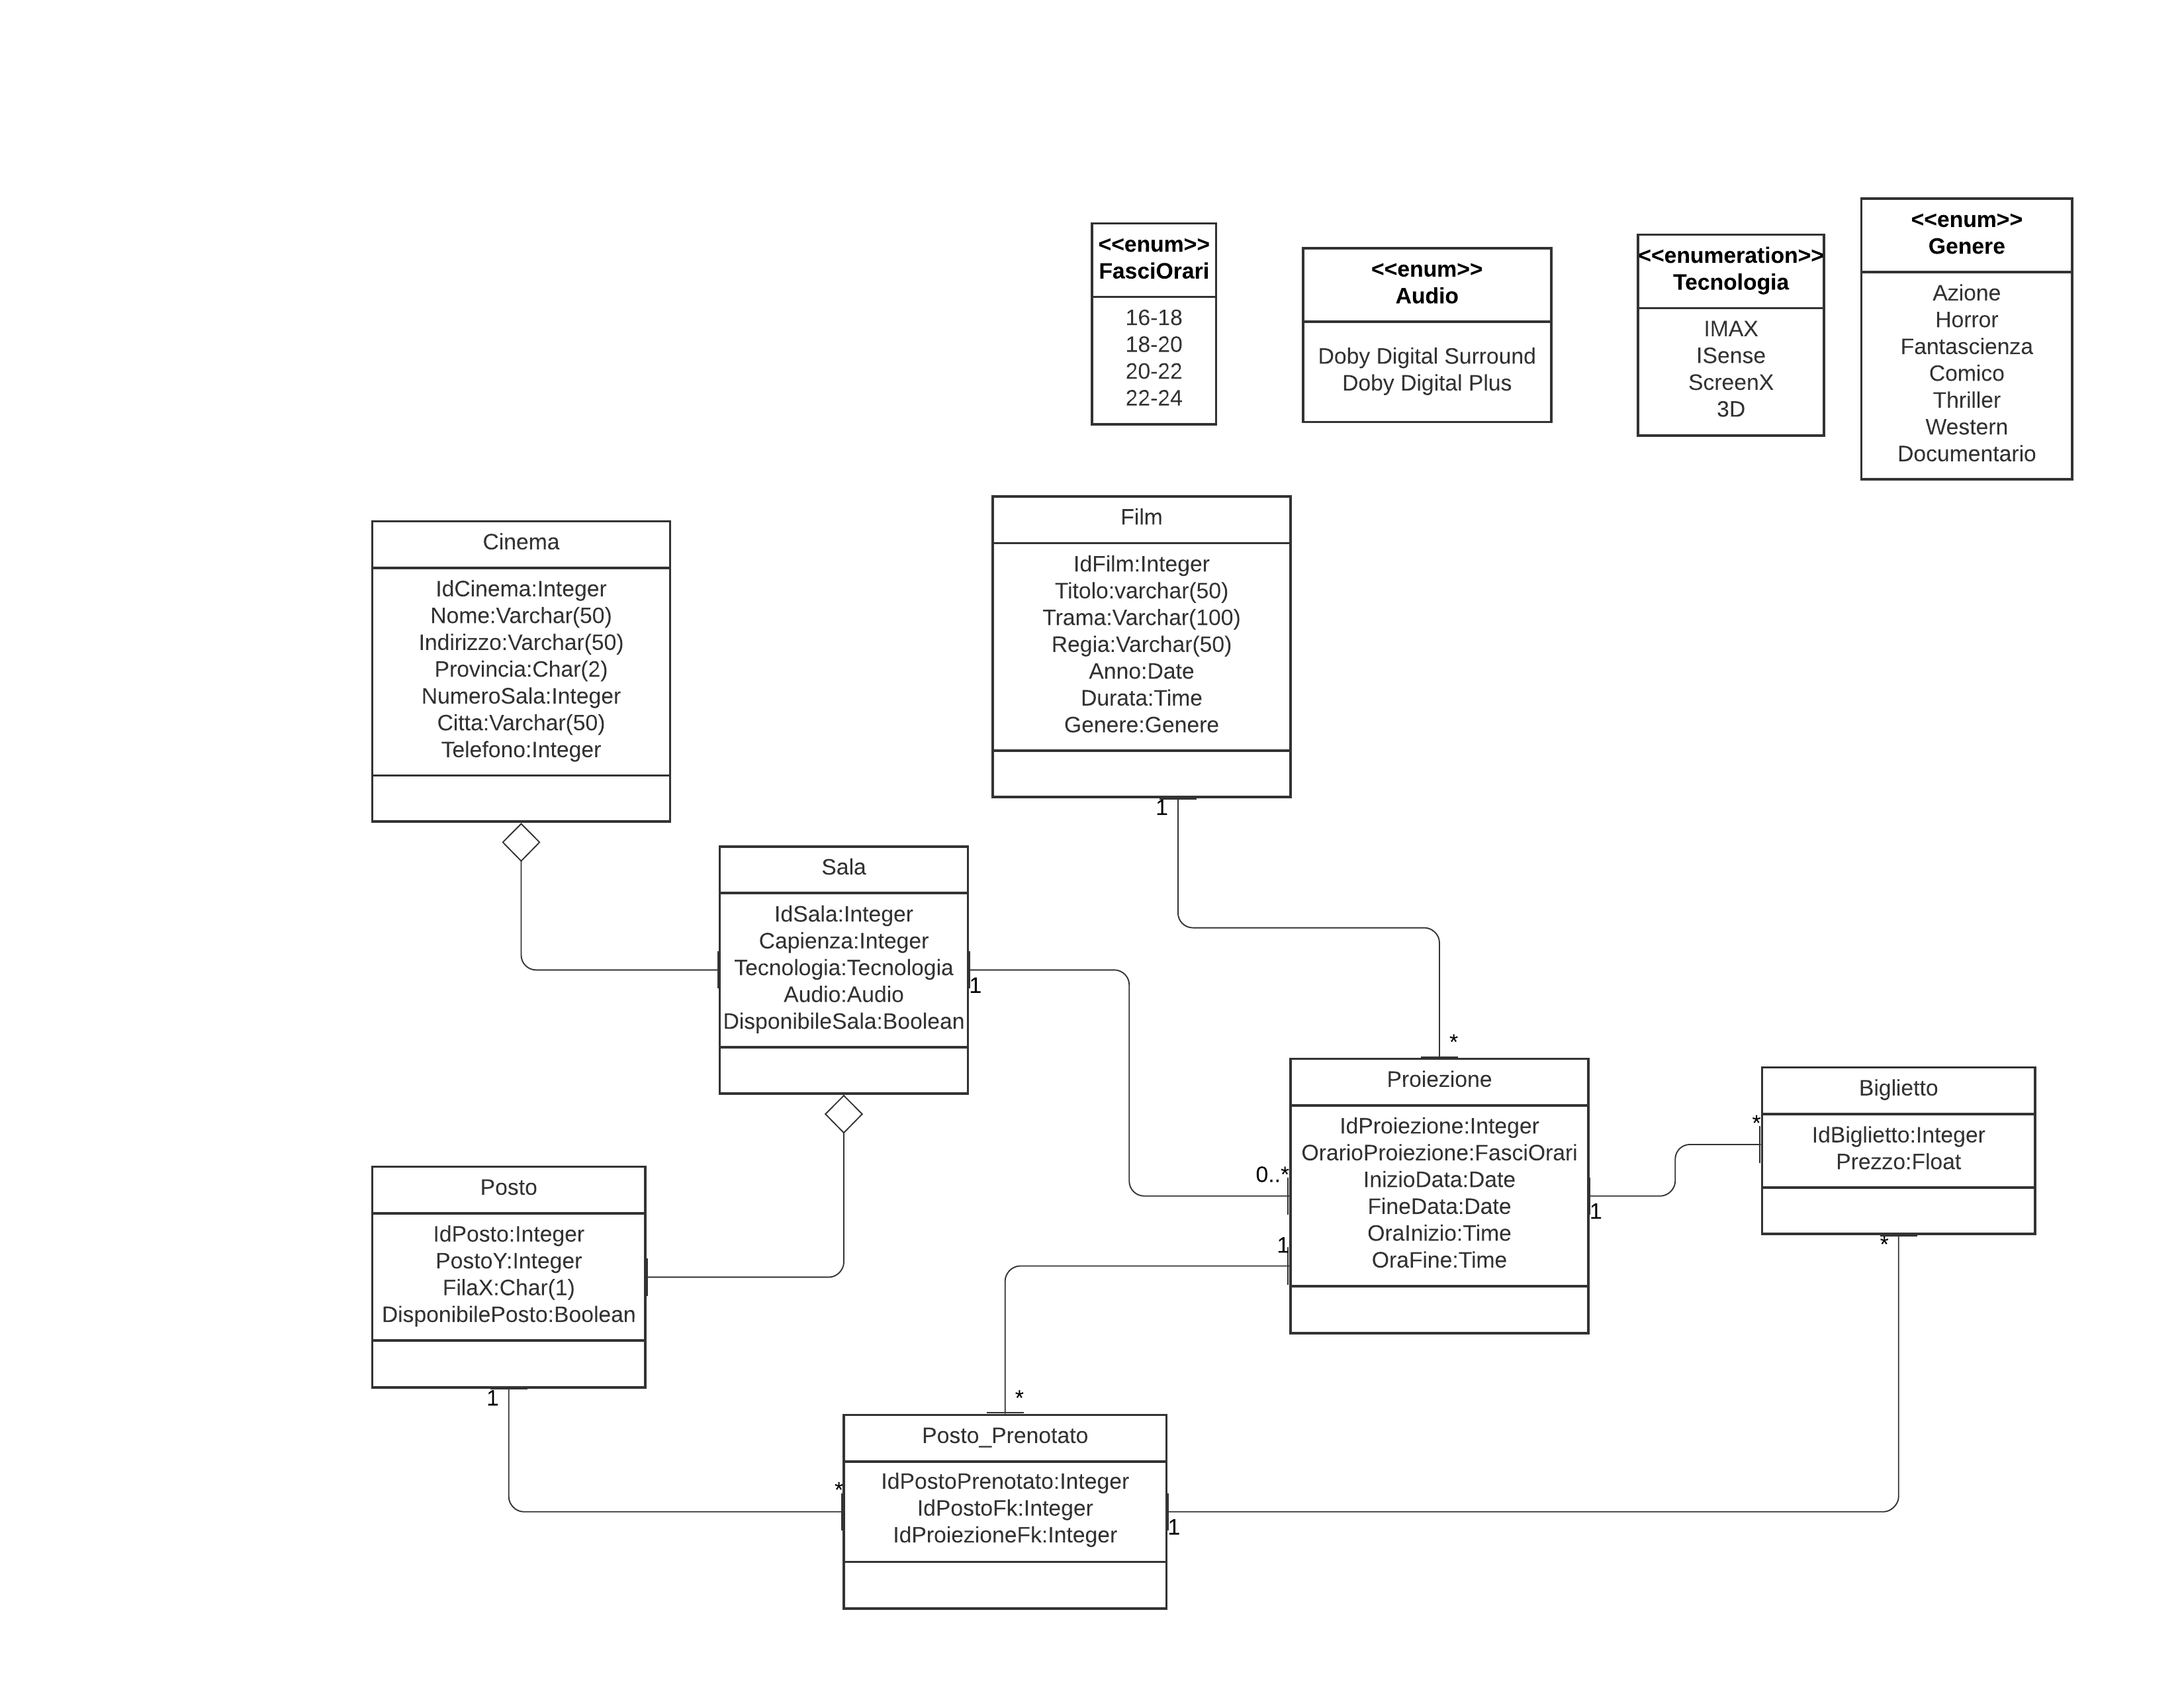 <<enum>>
FasciOrari
16-18
18-20
20-22
22-24
<<enum>>
Audio
Doby Digital Surround
Doby Digital Plus
<<enumeration>>
Tecnologia
IMAX
ISense
ScreenX
3D
<<enum>>
Genere
Azione
Horror
Fantascienza
Comico
Thriller
Western
Documentario
Cinema
IdCinema:Integer
Nome:Varchar(50)
Indirizzo:Varchar(50)
Provincia:Char(2)
NumeroSala:Integer
Citta:Varchar(50)
Telefono:Integer
Film
IdFilm:Integer
Titolo:varchar(50)
Trama:Varchar(100)
Regia:Varchar(50)
Anno:Date
Durata:Time
Genere:Genere
1
Sala
IdSala:Integer
Capienza:Integer
Tecnologia:Tecnologia
Audio:Audio
DisponibileSala:Boolean
1
*
Proiezione
IdProiezione:Integer
OrarioProiezione:FasciOrari
InizioData:Date
FineData:Date
OraInizio:Time
OraFine:Time
0..*
1
1
*
Biglietto
IdBiglietto:Integer
Prezzo:Float
*
Posto
IdPosto:Integer
PostoY:Integer
FilaX:Char(1)
DisponibilePosto:Boolean
1
*
*
Posto_Prenotato
IdPostoPrenotato:Integer
IdPostoFk:Integer
IdProiezioneFk:Integer
1